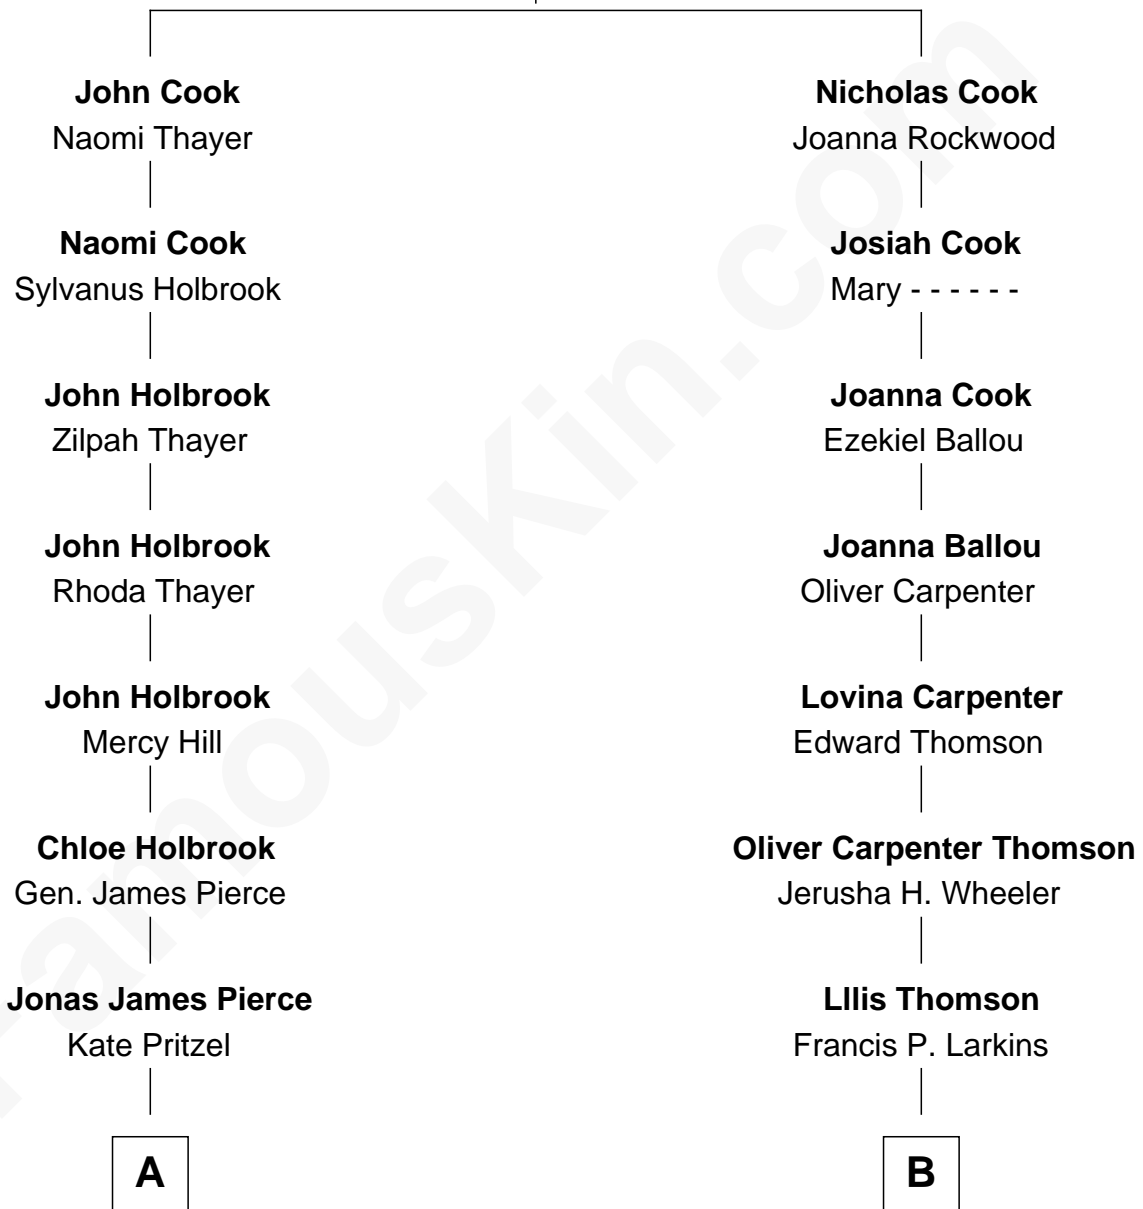 John Cook
Naomi Thayer
Nicholas Cook
Joanna Rockwood
Naomi Cook
Sylvanus Holbrook
Josiah Cook
Mary - - - - - -
John Holbrook
Zilpah Thayer
Joanna Cook
Ezekiel Ballou
John Holbrook
Rhoda Thayer
Joanna Ballou
Oliver Carpenter
John Holbrook
Mercy Hill
Lovina Carpenter
Edward Thomson
Chloe Holbrook
Gen. James Pierce
Oliver Carpenter Thomson
Jerusha H. Wheeler
Jonas James Pierce
Kate Pritzel
Lllis Thomson
Francis P. Larkins
A
B
FamousKin.com